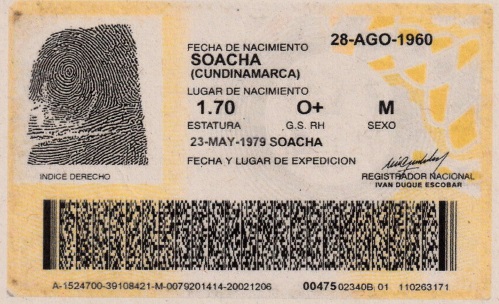 FECHA DE NACIMIENTO 28-AGO-1960
SOACHA
(CUNDINAMARCA)
LUGAR DE NACIMIENTO
1.70 O+ M
ESTATURA G.S. RH SEXO
23-MAY-1979 SOACHA
FECHA Y LUGAR DE EXPEDICION
INDICE DERECHO
REGISTRADOR NACIONAL
IVAN DUQUE ESCOBAR
A-1524700-39108421-M-0079201414-20021206 00475 02340B 01 110263171